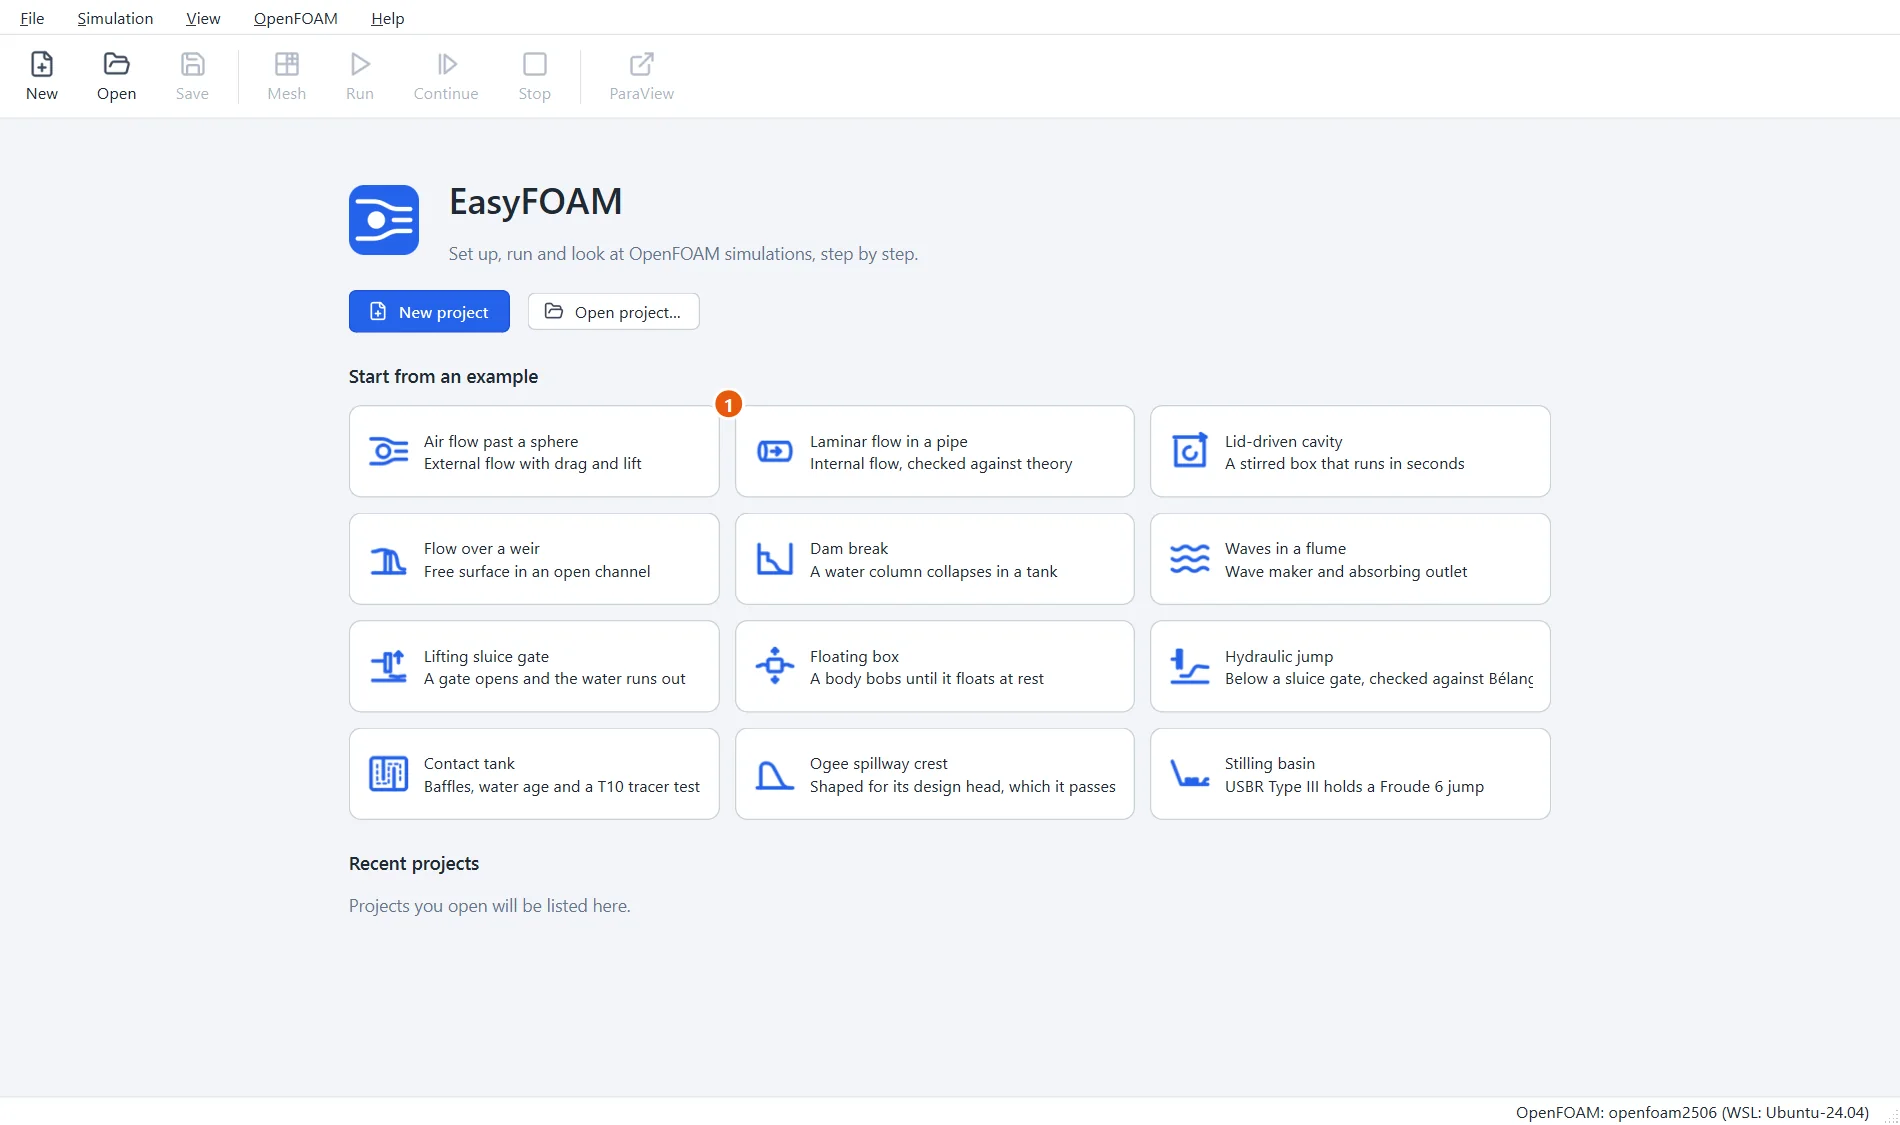 File Simulation View OpenFOAM Help
New Open Save Mesh Run Continue Stop ParaView
EasyFOAM
Set up, run and look at OpenFOAM simulations, step by step.
New project Open project...
Start from an example
1
Air flow past a sphere
External flow with drag and lift
Laminar flow in a pipe
Internal flow, checked against theory
Lid-driven cavity
A stirred box that runs in seconds
Flow over a weir
Free surface in an open channel
Dam break
A water column collapses in a tank
Waves in a flume
Wave maker and absorbing outlet
Lifting sluice gate
A gate opens and the water runs out
Floating box
A body bobs until it floats at rest
Hydraulic jump
Below a sluice gate, checked against Bélang
Contact tank
Baffles, water age and a T10 tracer test
Ogee spillway crest
Shaped for its design head, which it passes
Stilling basin
USBR Type III holds a Froude 6 jump
Recent projects
Projects you open will be listed here.
OpenFOAM: openfoam2506 (WSL: Ubuntu-24.04)